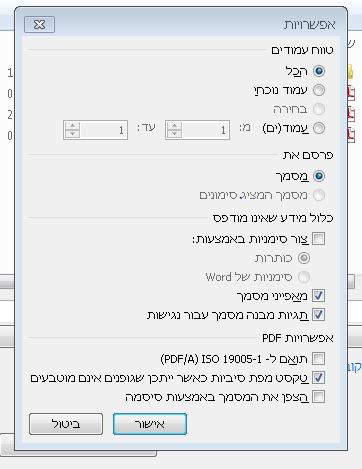 אפשרויות
טווח עמודים
הכל
עמוד נוכחי
בחירה
עמוד(ים) מ: 1 עד: 1
פרסם את
מסמך
מסמך המציג סימונים
כלול מידע שאינו מודפס
צור סימניות באמצעות:
כותרות
סימניות של Word
מאפייני מסמך
תגיות מבנה מסמך עבור נגישות
אפשרויות PDF
תואם ל- ISO 19005-1 (PDF/A)
טקסט מפת סיביות כאשר ייתכן שגופנים אינם מוטבעים
הצפן את המסמך באמצעות סיסמה
אישור ביטול